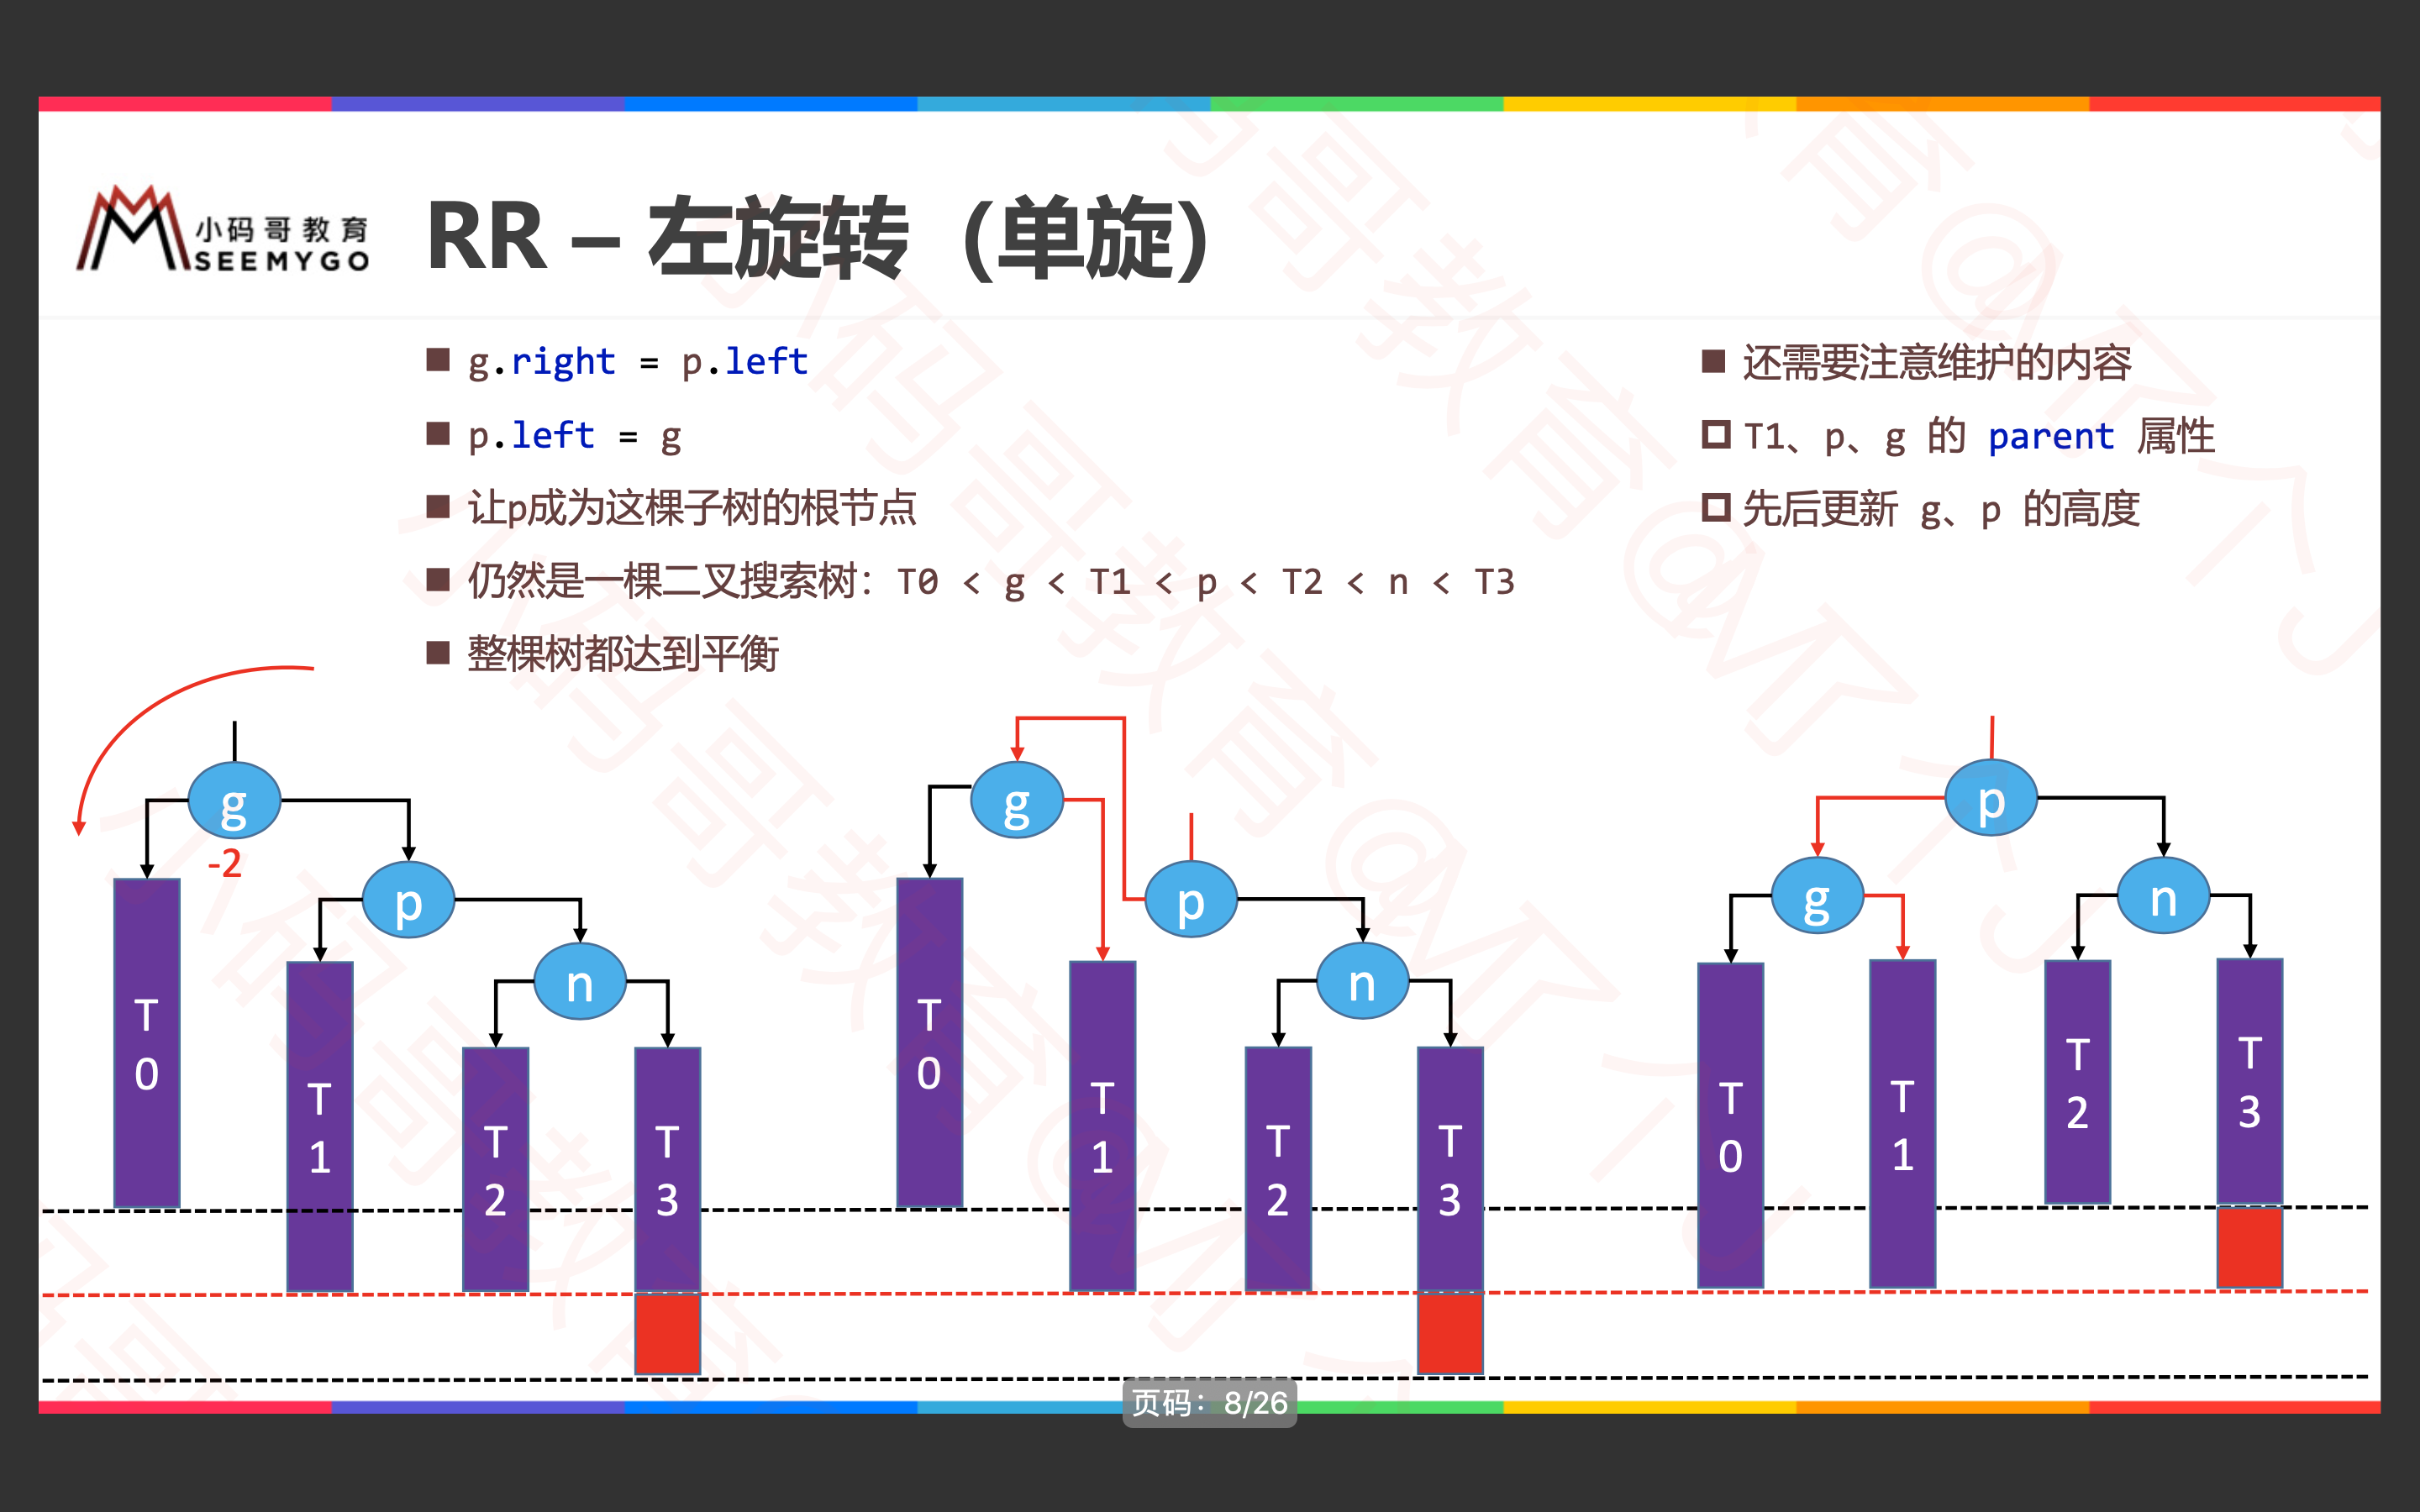 小码哥教育
SEEMYGO
RR – 左旋转（单旋）
g.right = p.left
p.left = g
让p成为这棵子树的根节点
仍然是一棵二叉搜索树：T0 < g < T1 < p < T2 < n < T3
整棵树都达到平衡
还需要注意维护的内容
T1、p、g 的 parent 属性
先后更新 g、p 的高度
g
-2
p
n
T0
T1
T2
T3
g
p
n
T0
T1
T2
T3
p
g
n
T0
T1
T2
T3
页码：8/26